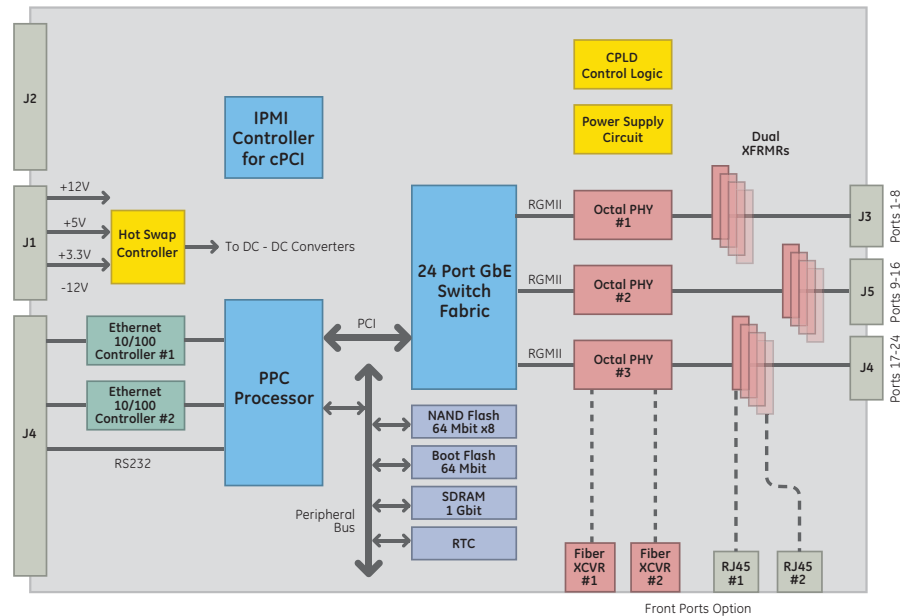 J2
IPMI
Controller
for cPCI
CPLD
Control Logic
Power Supply
Circuit
Dual
XFRMRs
J1
+12V
+5V
+3.3V
-12V
Hot Swap
Controller
To DC - DC Converters
24 Port GbE
Switch
Fabric
RGMII
Octal PHY
#1
J3
Ports 1-8
RGMII
Octal PHY
#2
J5
Ports 9-16
RGMII
Octal PHY
#3
J4
Ports 17-24
J4
Ethernet
10/100
Controller #1
Ethernet
10/100
Controller #2
RS232
PPC
Processor
PCI
Peripheral
Bus
NAND Flash
64 Mbit x8
Boot Flash
64 Mbit
SDRAM
1 Gbit
RTC
Fiber
XCVR
#1
Fiber
XCVR
#2
RJ45
#1
RJ45
#2
Front Ports Option